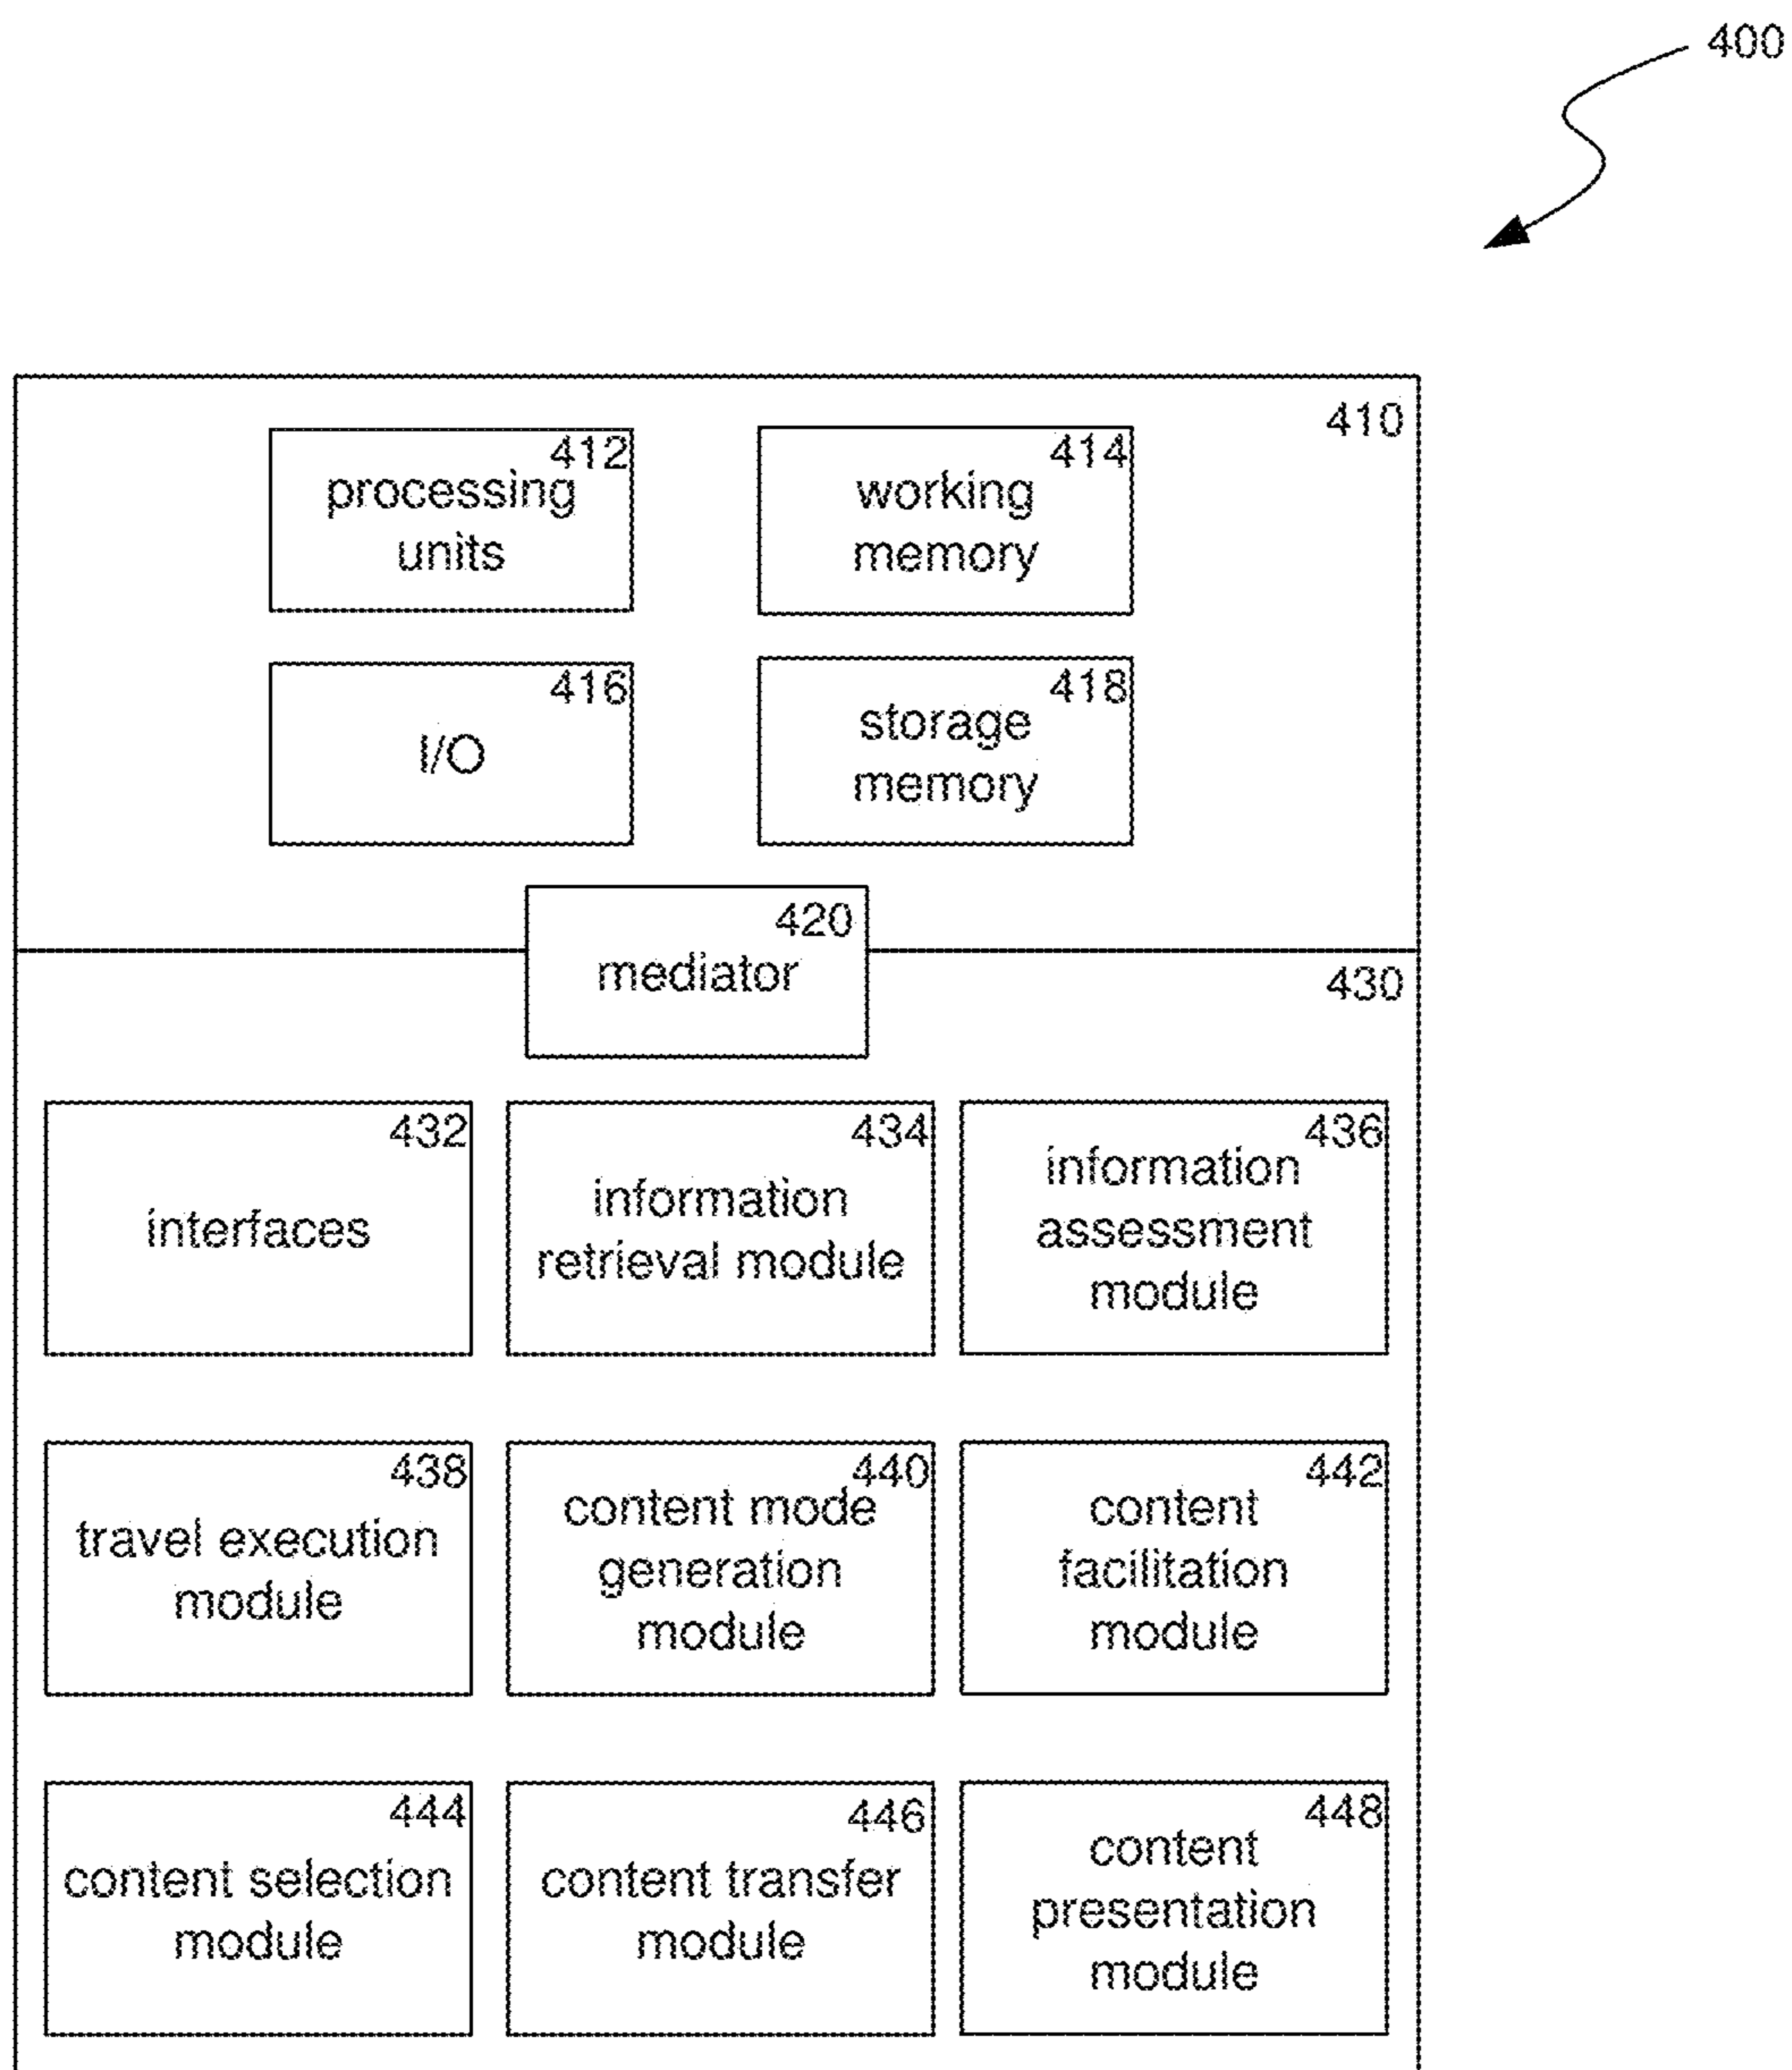 400
410
412
processing
units
414
working
memory
416
I/O
418
storage
memory
420
mediator
430
432
interfaces
434
information
retrieval module
436
information
assessment
module
438
travel execution
module
440
content mode
generation
module
442
content
facilitation
module
444
content selection
module
446
content transfer
module
448
content
presentation
module